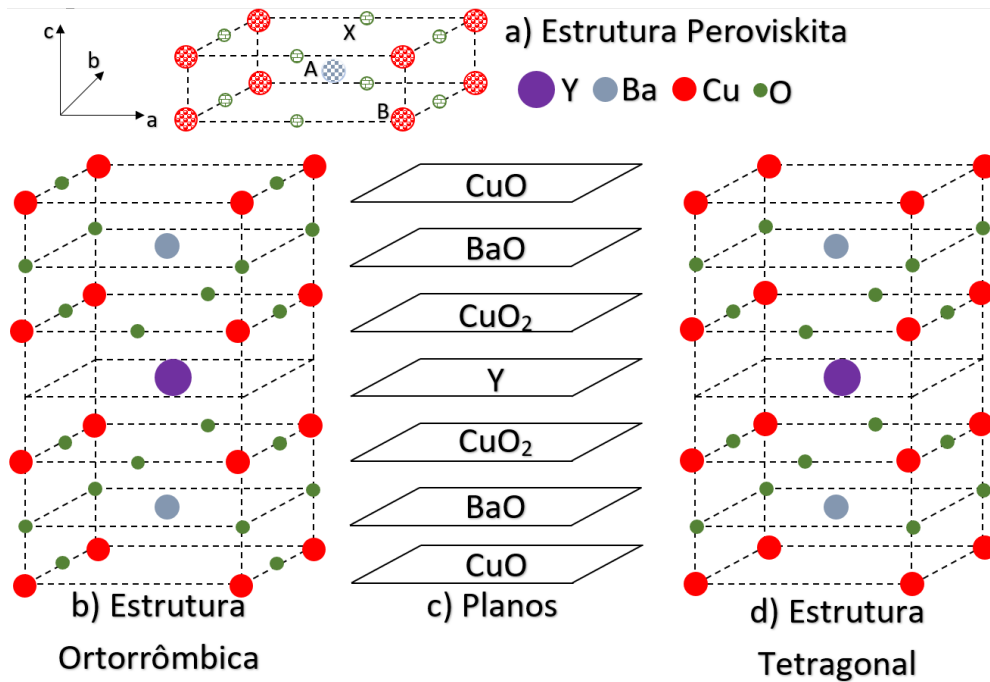 c
b
a
X
A
B
a) Estrutura Peroviskita
Y Ba Cu O
CuO
BaO
CuO₂
Y
CuO₂
BaO
CuO
b) Estrutura
Ortorrômbica
c) Planos
d) Estrutura
Tetragonal